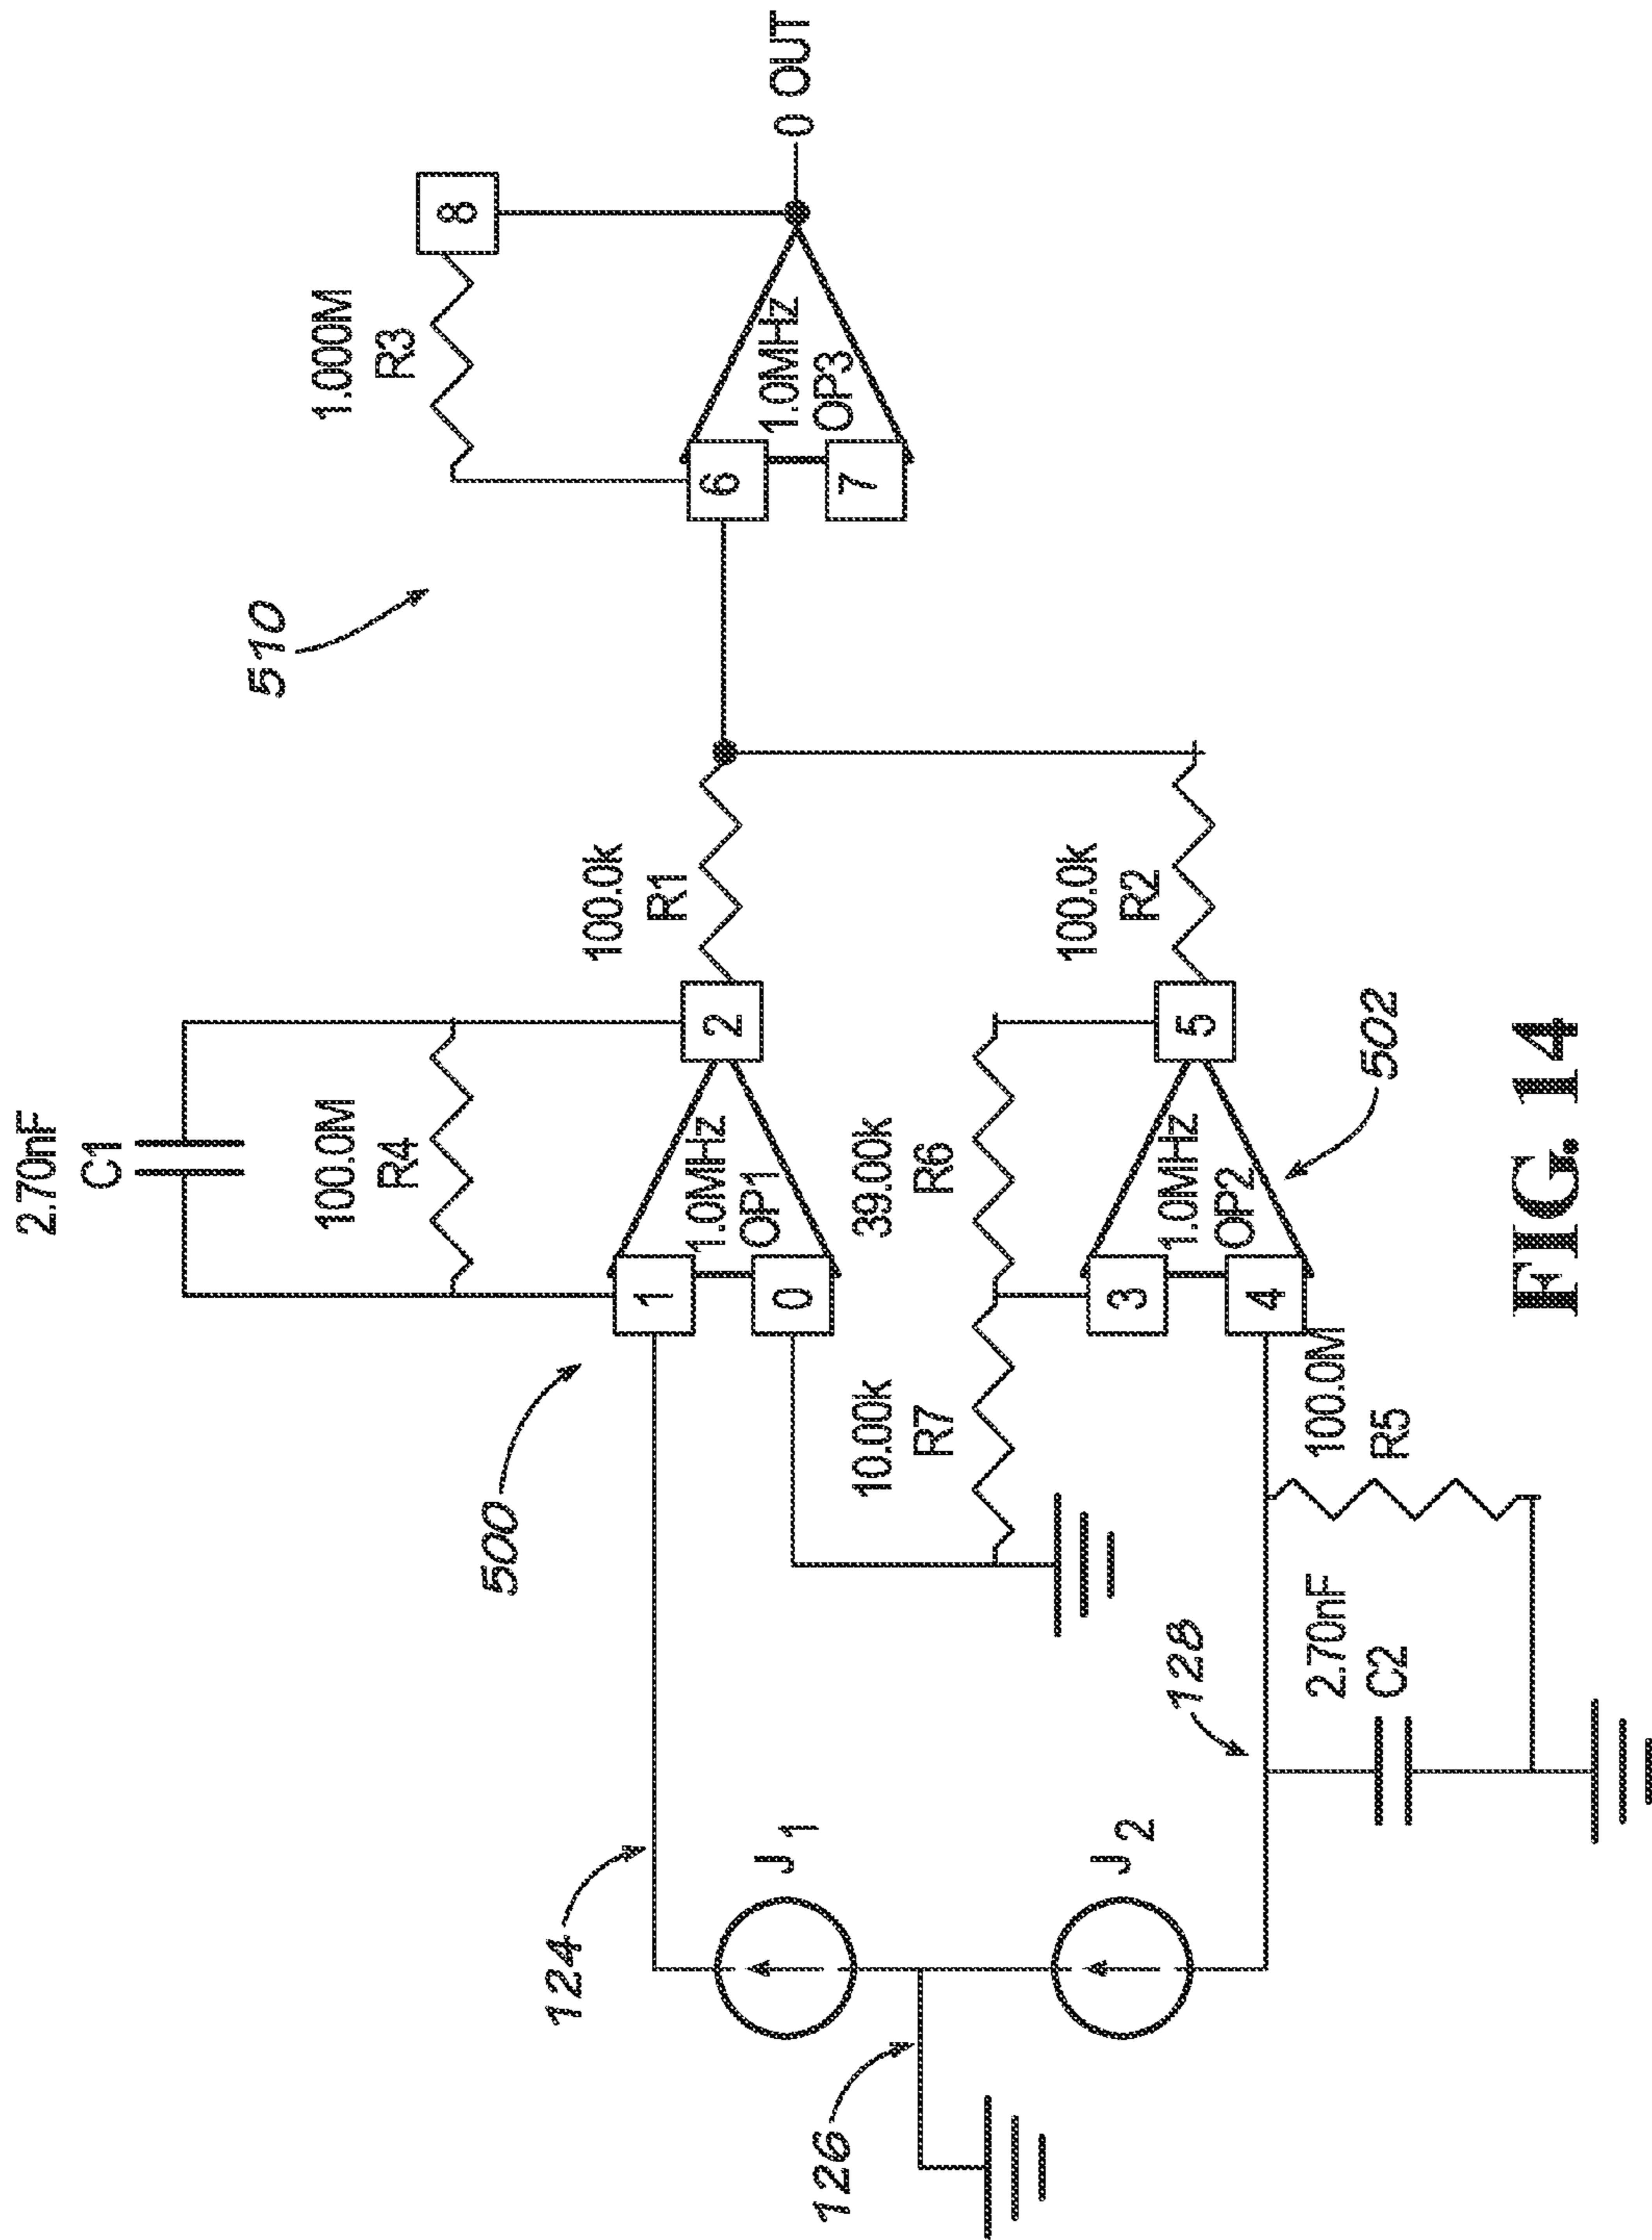 2.70nF
C1
100.0M
R4
1.0MHz
OP1
1
0
2
500
100.0k
R1
510
1.000M
R3
8
6
7
1.0MHz
OP3
0 OUT
124
J1
126
J2
128
10.00k
R7
39.00k
R6
3
4
5
1.0MHz
OP2
502
100.0k
R2
2.70nF
C2
100.0M
R5
FIG. 14